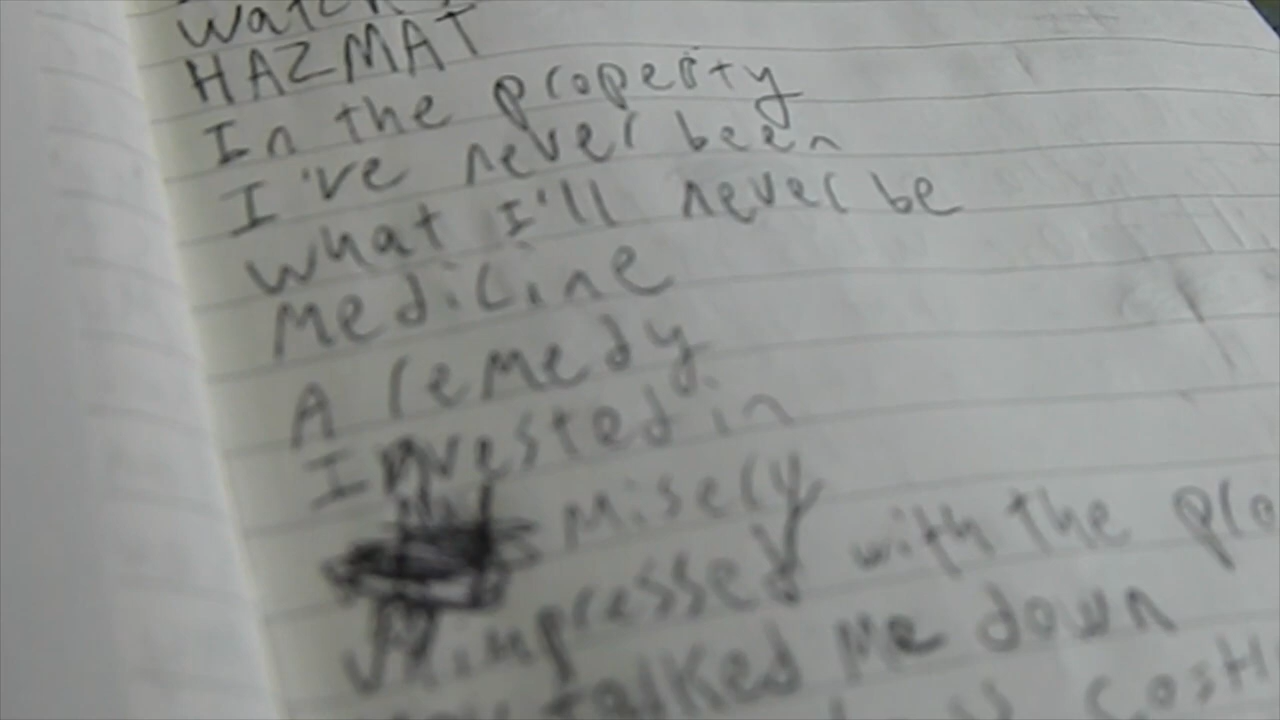 Watch
HAZMAT
In the property
I've never been
what I'll never be
Medicine
A remedy
Invested in
misery
impressed with the
talked me down